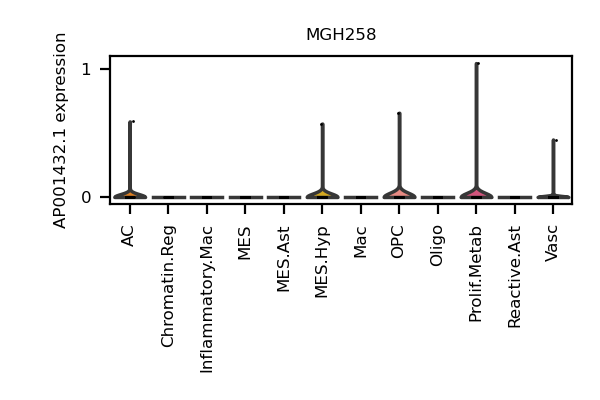 MGH258
AP001432.1 expression
1
0
AC
Chromatin.Reg
Inflammatory.Mac
MES
MES.Ast
MES.Hyp
Mac
OPC
Oligo
Prolif.Metab
Reactive.Ast
Vasc